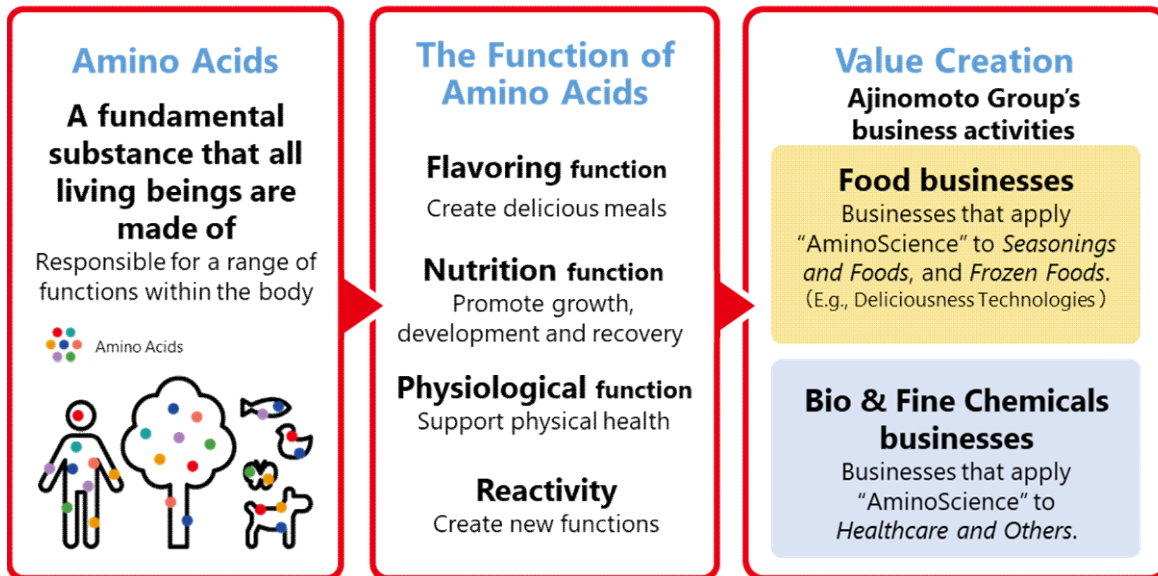 Amino Acids
A fundamental
substance that all
living beings are
made of
Responsible for a range of
functions within the body
Amino Acids
The Function of
Amino Acids
Flavoring function
Create delicious meals
Nutrition function
Promote growth,
development and recovery
Physiological function
Support physical health
Reactivity
Create new functions
Value Creation
Ajinomoto Group's
business activities
Food businesses
Businesses that apply
“AminoScience” to Seasonings
and Foods, and Frozen Foods.
(E.g., Deliciousness Technologies)
Bio & Fine Chemicals
businesses
Businesses that apply
“AminoScience” to
Healthcare and Others.